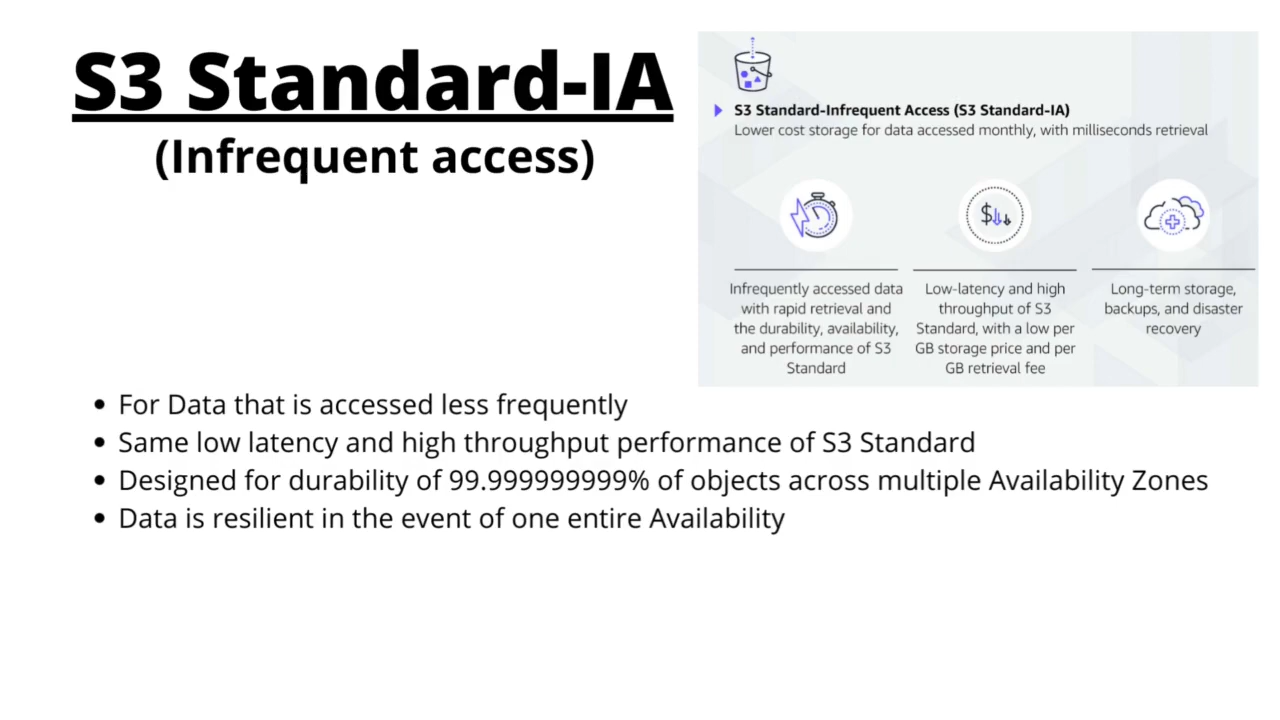 S3 Standard-IA
(Infrequent access)
S3 Standard-Infrequent Access (S3 Standard-IA)
Lower cost storage for data accessed monthly, with milliseconds retrieval
$
Infrequently accessed data
with rapid retrieval and
the durability, availability,
and performance of S3
Standard
Low-latency and high
throughput of S3
Standard, with a low per
GB storage price and per
GB retrieval fee
Long-term storage,
backups, and disaster
recovery
• For Data that is accessed less frequently
• Same low latency and high throughput performance of S3 Standard
• Designed for durability of 99.999999999% of objects across multiple Availability Zones
• Data is resilient in the event of one entire Availability